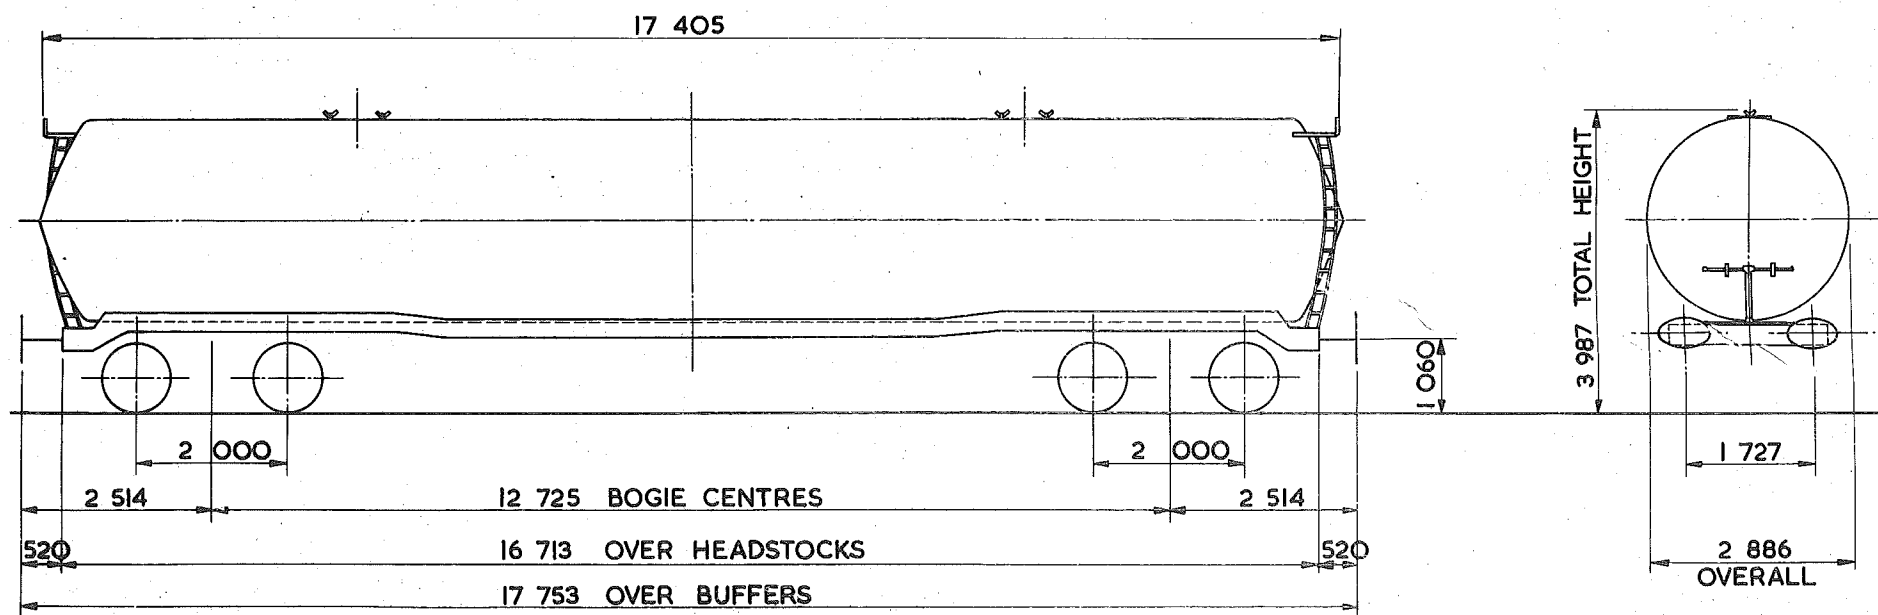 17 405
3 987 TOTAL HEIGHT
1 060
2 000
2 000
1 727
2 514
12 725 BOGIE CENTRES
2 514
520
16 713 OVER HEADSTOCKS
520
2 886
OVERALL
17 753 OVER BUFFERS